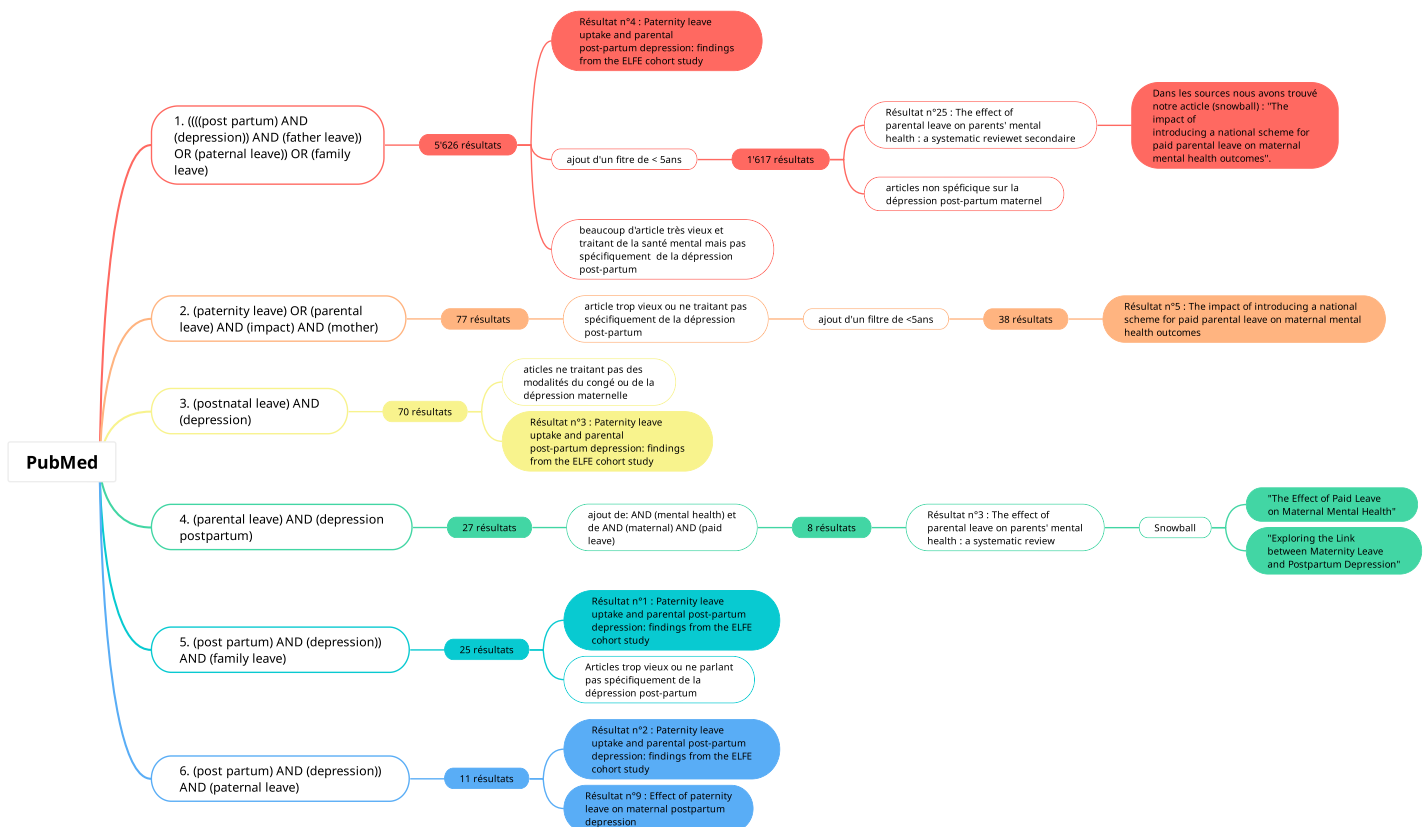 PubMed
1. ((((post partum) AND
(depression)) AND (father leave))
OR (paternal leave)) OR (family
leave)
5'626 résultats
Résultat n°4 : Paternity leave
uptake and parental
post-partum depression: findings
from the ELFE cohort study
ajout d'un fitre de < 5ans
1'617 résultats
Résultat n°25 : The effect of
parental leave on parents' mental
health : a systematic reviewet secondaire
Dans les sources nous avons trouvé
notre acticle (snowball) : "The
impact of
introducing a national scheme for
paid parental leave on maternal
mental health outcomes".
articles non spéficique sur la
dépression post-partum maternel
beaucoup d'article très vieux et
traitant de la santé mental mais pas
spécifiquement  de la dépression
post-partum
2. (paternity leave) OR (parental
leave) AND (impact) AND (mother)
77 résultats
article trop vieux ou ne traitant pas
spécifiquement de la dépression
post-partum
ajout d'un filtre de <5ans
38 résultats
Résultat n°5 : The impact of introducing a national
scheme for paid parental leave on maternal mental
health outcomes
3. (postnatal leave) AND
(depression)
70 résultats
aticles ne traitant pas des
modalités du congé ou de la
dépression maternelle
Résultat n°3 : Paternity leave
uptake and parental
post-partum depression: findings
from the ELFE cohort study
4. (parental leave) AND (depression
postpartum)
27 résultats
ajout de: AND (mental health) et
de AND (maternal) AND (paid
leave)
8 résultats
Résultat n°3 : The effect of
parental leave on parents' mental
health : a systematic review
Snowball
"The Effect of Paid Leave
on Maternal Mental Health"
"Exploring the Link
between Maternity Leave
and Postpartum Depression"
5. (post partum) AND (depression))
AND (family leave)
25 résultats
Résultat n°1 : Paternity leave
uptake and parental post-partum
depression: findings from the ELFE
cohort study
Articles trop vieux ou ne parlant
pas spécifiquement de la
dépression post-partum
6. (post partum) AND (depression))
AND (paternal leave)
11 résultats
Résultat n°2 : Paternity leave
uptake and parental post-partum
depression: findings from the ELFE
cohort study
Résultat n°9 : Effect of paternity
leave on maternal postpartum
depression